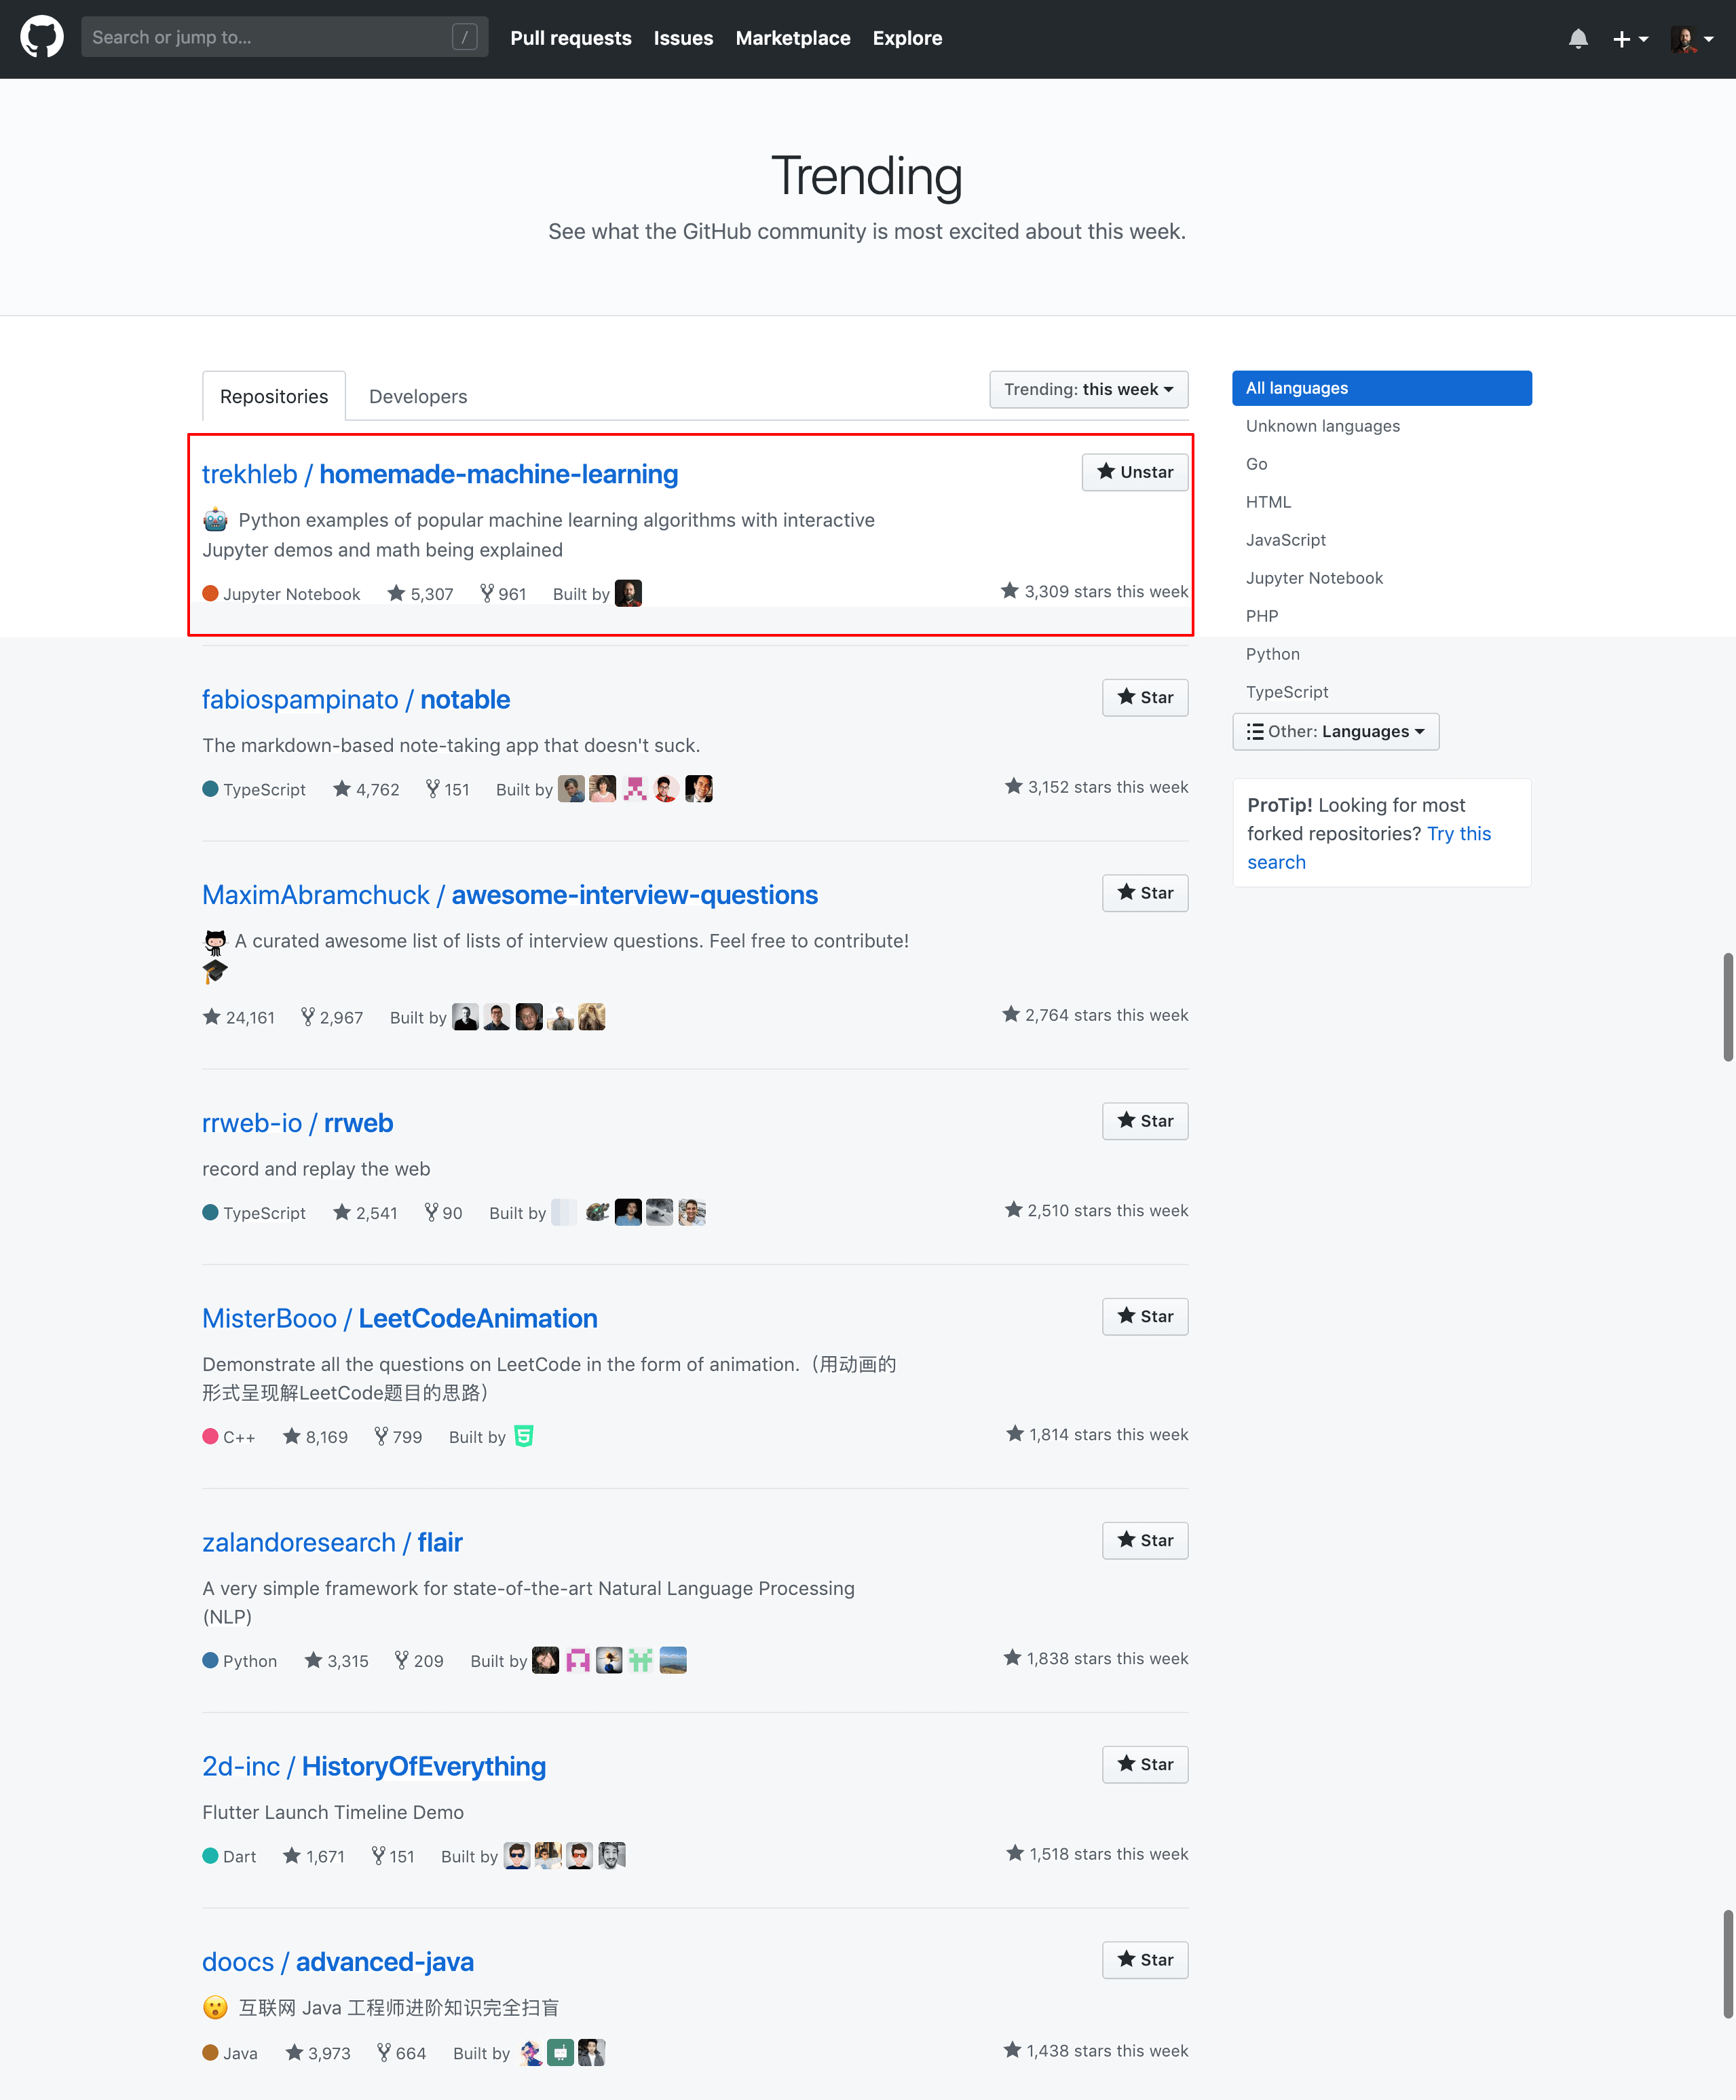 Search or jump to...
/
Pull requests
Issues
Marketplace
Explore
Trending
See what the GitHub community is most excited about this week.
Repositories
Developers
Trending: this week
trekhleb / homemade-machine-learning
Unstar
Python examples of popular machine learning algorithms with interactive
Jupyter demos and math being explained
Jupyter Notebook 5,307 961 Built by
3,309 stars this week
fabiospampinato / notable
Star
The markdown-based note-taking app that doesn't suck.
TypeScript 4,762 151 Built by
3,152 stars this week
MaximAbramchuck / awesome-interview-questions
Star
A curated awesome list of lists of interview questions. Feel free to contribute!
24,161 2,967 Built by
2,764 stars this week
rrweb-io / rrweb
Star
record and replay the web
TypeScript 2,541 90 Built by
2,510 stars this week
MisterBooo / LeetCodeAnimation
Star
Demonstrate all the questions on LeetCode in the form of animation.（用动画的
形式呈现解LeetCode题目的思路）
C++ 8,169 799 Built by
1,814 stars this week
zalandoresearch / flair
Star
A very simple framework for state-of-the-art Natural Language Processing
(NLP)
Python 3,315 209 Built by
1,838 stars this week
2d-inc / HistoryOfEverything
Star
Flutter Launch Timeline Demo
Dart 1,671 151 Built by
1,518 stars this week
doocs / advanced-java
Star
互联网 Java 工程师进阶知识完全扫盲
Java 3,973 664 Built by
1,438 stars this week
All languages
Unknown languages
Go
HTML
JavaScript
Jupyter Notebook
PHP
Python
TypeScript
Other: Languages
ProTip! Looking for most
forked repositories? Try this
search